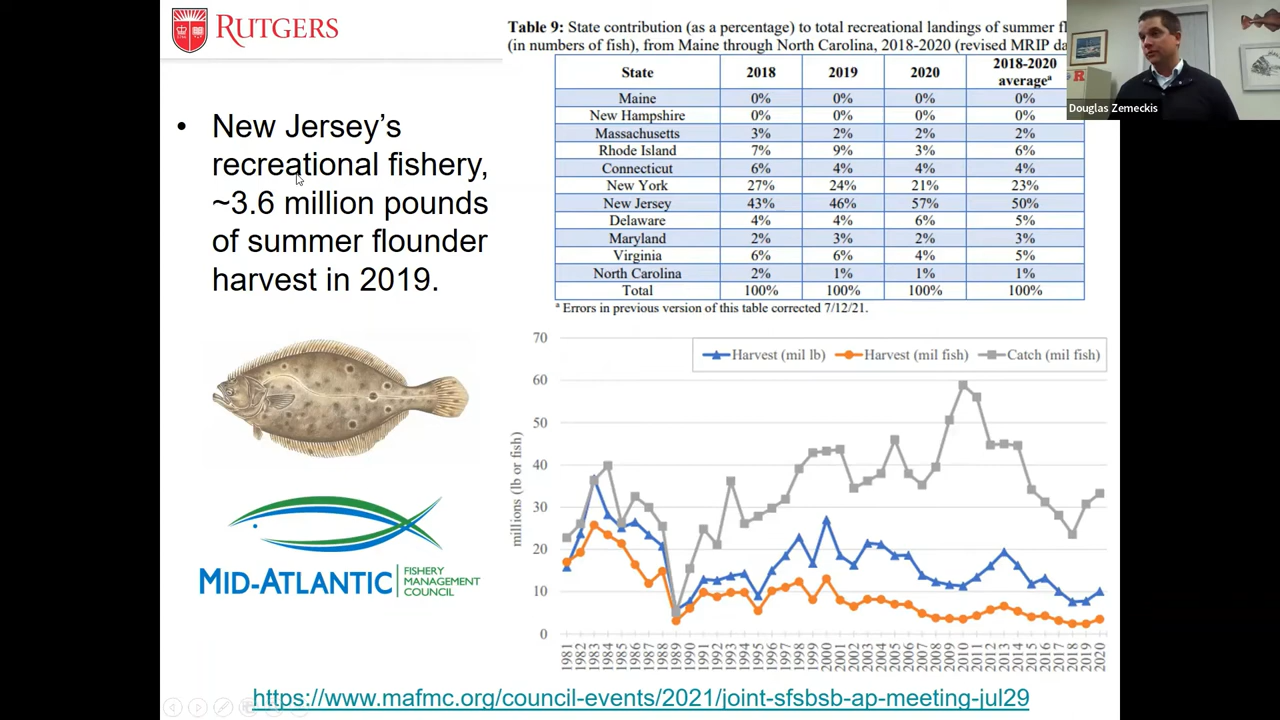 RUTGERS
• New Jersey's
recreational fishery,
~3.6 million pounds
of summer flounder
harvest in 2019.
MID-ATLANTIC
FISHERY
MANAGEMENT
COUNCIL
Table 9: State contribution (as a percentage) to total recreational landings of summer
(in numbers of fish), from Maine through North Carolina, 2018-2020 (revised MRIP
State 2018 2019 2020 2018-2020
averageᵃ
Maine 0% 0% 0% 0%
New Hampshire 0% 0% 0% 0%
Massachusetts 3% 2% 2% 2%
Rhode Island 7% 9% 3% 6%
Connecticut 6% 4% 4% 4%
New York 27% 24% 21% 23%
New Jersey 43% 46% 57% 50%
Delaware 4% 4% 6% 5%
Maryland 2% 3% 2% 3%
Virginia 6% 6% 4% 5%
North Carolina 2% 1% 1% 1%
Total 100% 100% 100% 100%
ᵃ Errors in previous version of this table corrected 7/12/21.
R
Douglas Zemeckis
Harvest (mil lb) Harvest (mil fish) Catch (mil fish)
millions (lb or fish)
70
60
50
40
30
20
10
0
1981 1982 1983 1984 1985 1986 1987 1988 1989 1990 1991 1992 1993 1994 1995 1996 1997 1998 1999 2000 2001 2002 2003 2004 2005 2006 2007 2008 2009 2010 2011 2012 2013 2014 2015 2016 2017 2018 2019 2020
https://www.mafmc.org/council-events/2021/joint-sfsbsb-ap-meeting-jul29